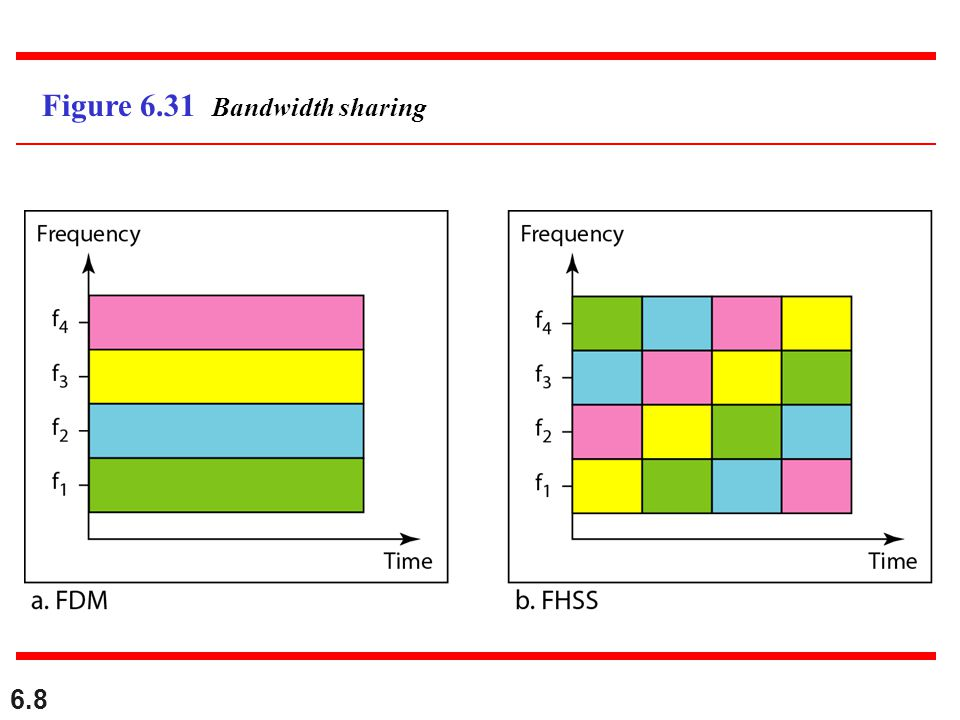 Figure 6.31 Bandwidth sharing
Frequency
f4
f3
f2
f1
Time
a. FDM
Frequency
f4
f3
f2
f1
Time
b. FHSS
6.8